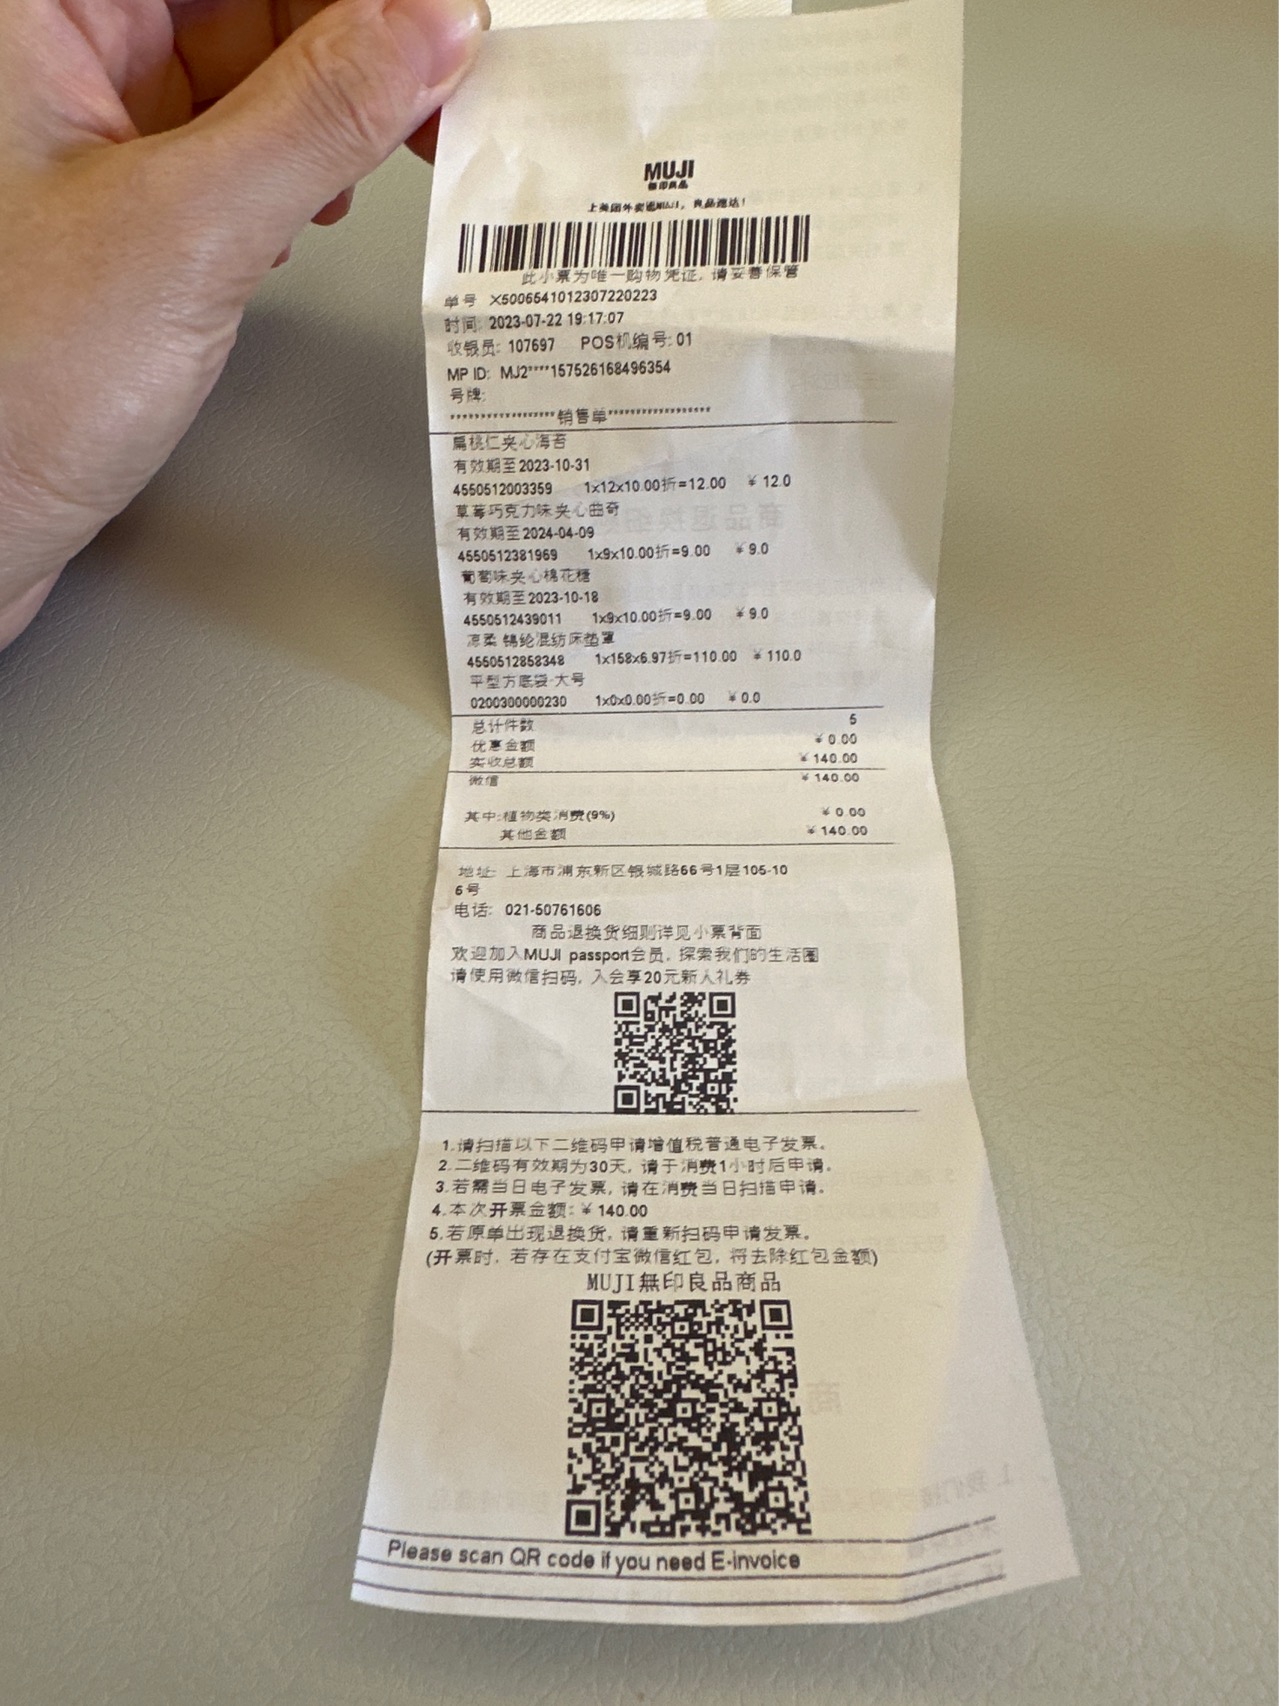 MUJI
無印良品
上美团外卖逛MUJI，良品速达！
此小票为唯一购物凭证，请妥善保管
单号 X5006541012307220223
时间: 2023-07-22 19:17:07
收银员: 107697 POS机编号: 01
MP ID: MJ2****157526168496354
号牌:
******************销售单******************
扁桃仁夹心海苔
有效期至2023-10-31
4550512003359 1x12x10.00折=12.00 ￥12.0
草莓巧克力味夹心曲奇
有效期至2024-04-09
4550512381969 1x9x10.00折=9.00 ￥9.0
葡萄味夹心棉花糖
有效期至2023-10-18
4550512439011 1x9x10.00折=9.00 ￥9.0
凉柔 锦纶混纺床垫罩
4550512858348 1x158x6.97折=110.00 ￥110.0
平型方底袋-大号
0200300000230 1x0x0.00折=0.00 ￥0.0
总计件数 5
优惠金额 ￥0.00
实收总额 ￥140.00
微信 ￥140.00
其中:植物类消费(9%) ￥0.00
其他金额 ￥140.00
地址: 上海市浦东新区银城路66号1层105-10
6号
电话: 021-50761606
商品退换货细则详见小票背面
欢迎加入MUJI passport会员, 探索我们的生活圈
请使用微信扫码, 入会享20元新人礼券
1.请扫描以下二维码申请增值税普通电子发票。
2.二维码有效期为30天, 请于消费1小时后申请。
3.若需当日电子发票, 请在消费当日扫描申请。
4.本次开票金额:￥140.00
5.若原单出现退换货, 请重新扫码申请发票。
(开票时, 若存在支付宝微信红包, 将去除红包金额)
MUJI無印良品商品
Please scan QR code if you need E-invoice